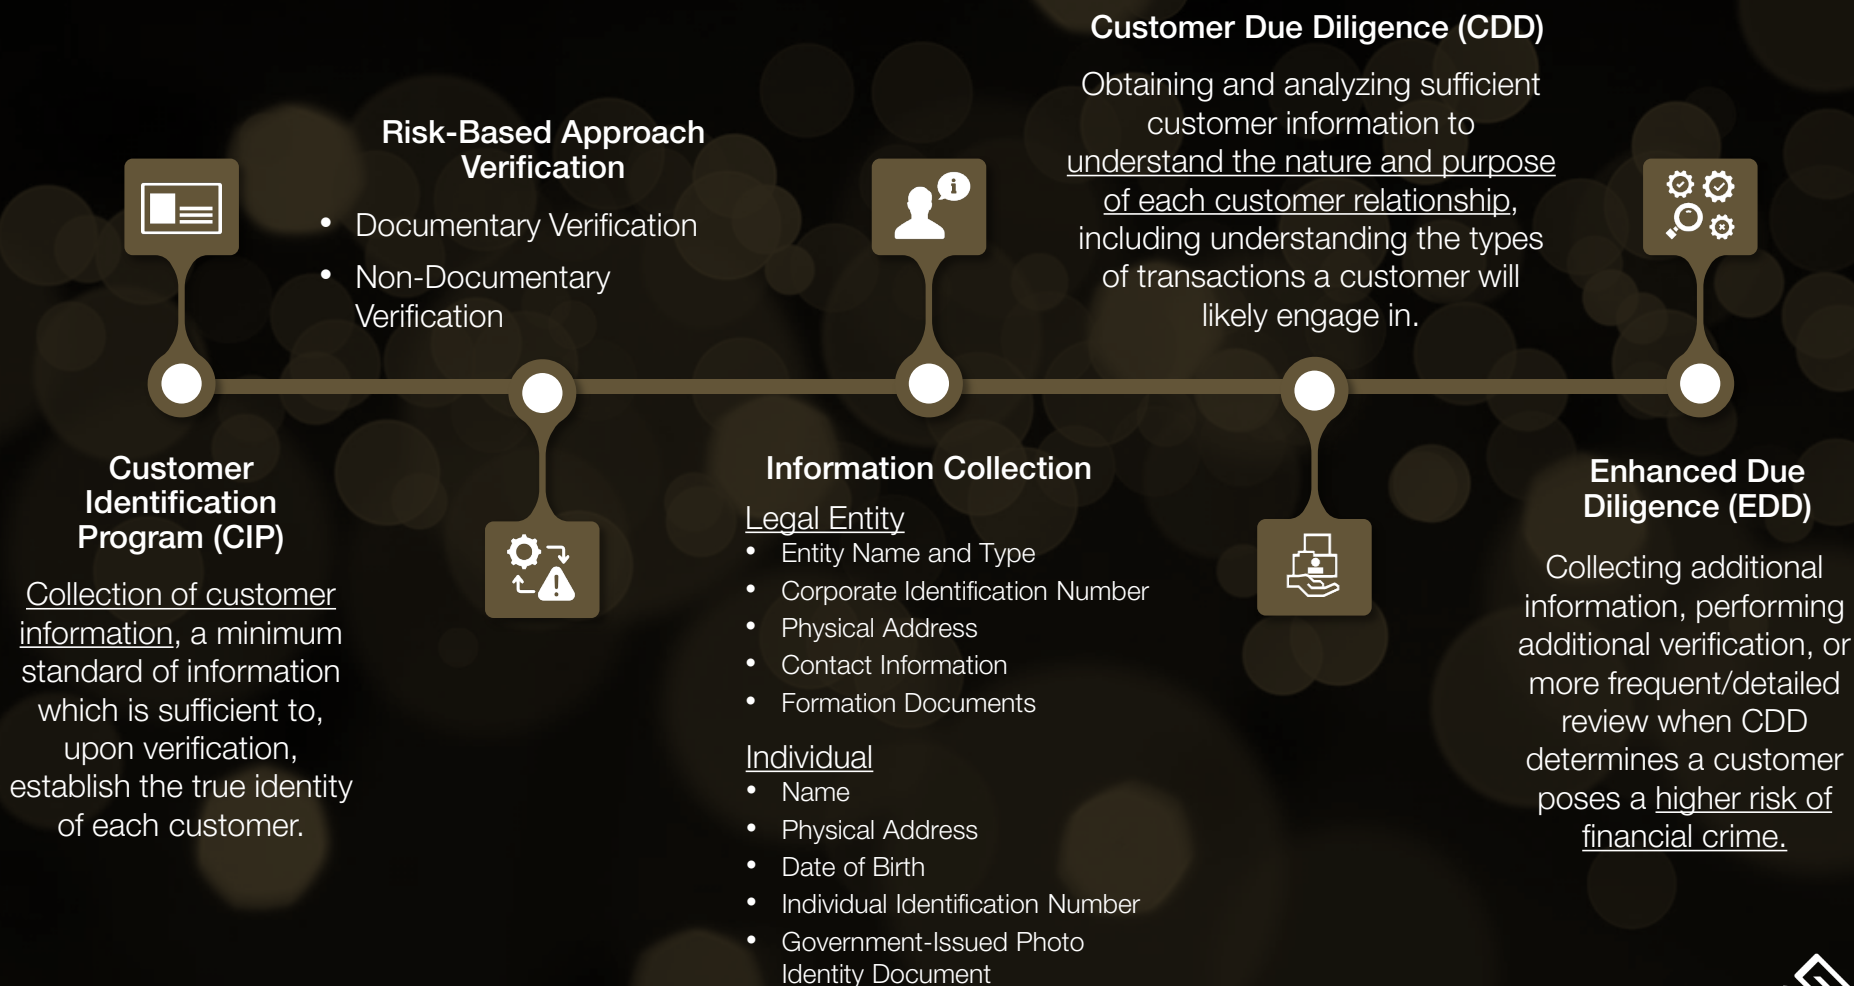 Customer
Identification
Program (CIP)
Collection of customer
information, a minimum
standard of information
which is sufficient to,
upon verification,
establish the true identity
of each customer.
Risk-Based Approach
Verification
• Documentary Verification
• Non-Documentary
Verification
Information Collection
Legal Entity
• Entity Name and Type
• Corporate Identification Number
• Physical Address
• Contact Information
• Formation Documents
Individual
• Name
• Physical Address
• Date of Birth
• Individual Identification Number
• Government-Issued Photo
Identity Document
Customer Due Diligence (CDD)
Obtaining and analyzing sufficient
customer information to
understand the nature and purpose
of each customer relationship,
including understanding the types
of transactions a customer will
likely engage in.
Enhanced Due
Diligence (EDD)
Collecting additional
information, performing
additional verification, or
more frequent/detailed
review when CDD
determines a customer
poses a higher risk of
financial crime.